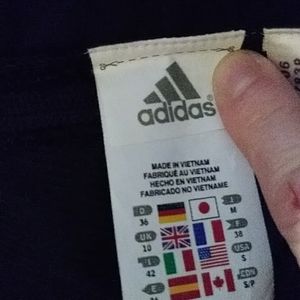 adidas
MADE IN VIETNAM
FABRIQUÉ AU VIETNAM
HECHO EN VIETNAM
FABRICADO NO VIETNAM
D J
36 M
UK F
10 38
I USA
42 S
E CDN
S/P